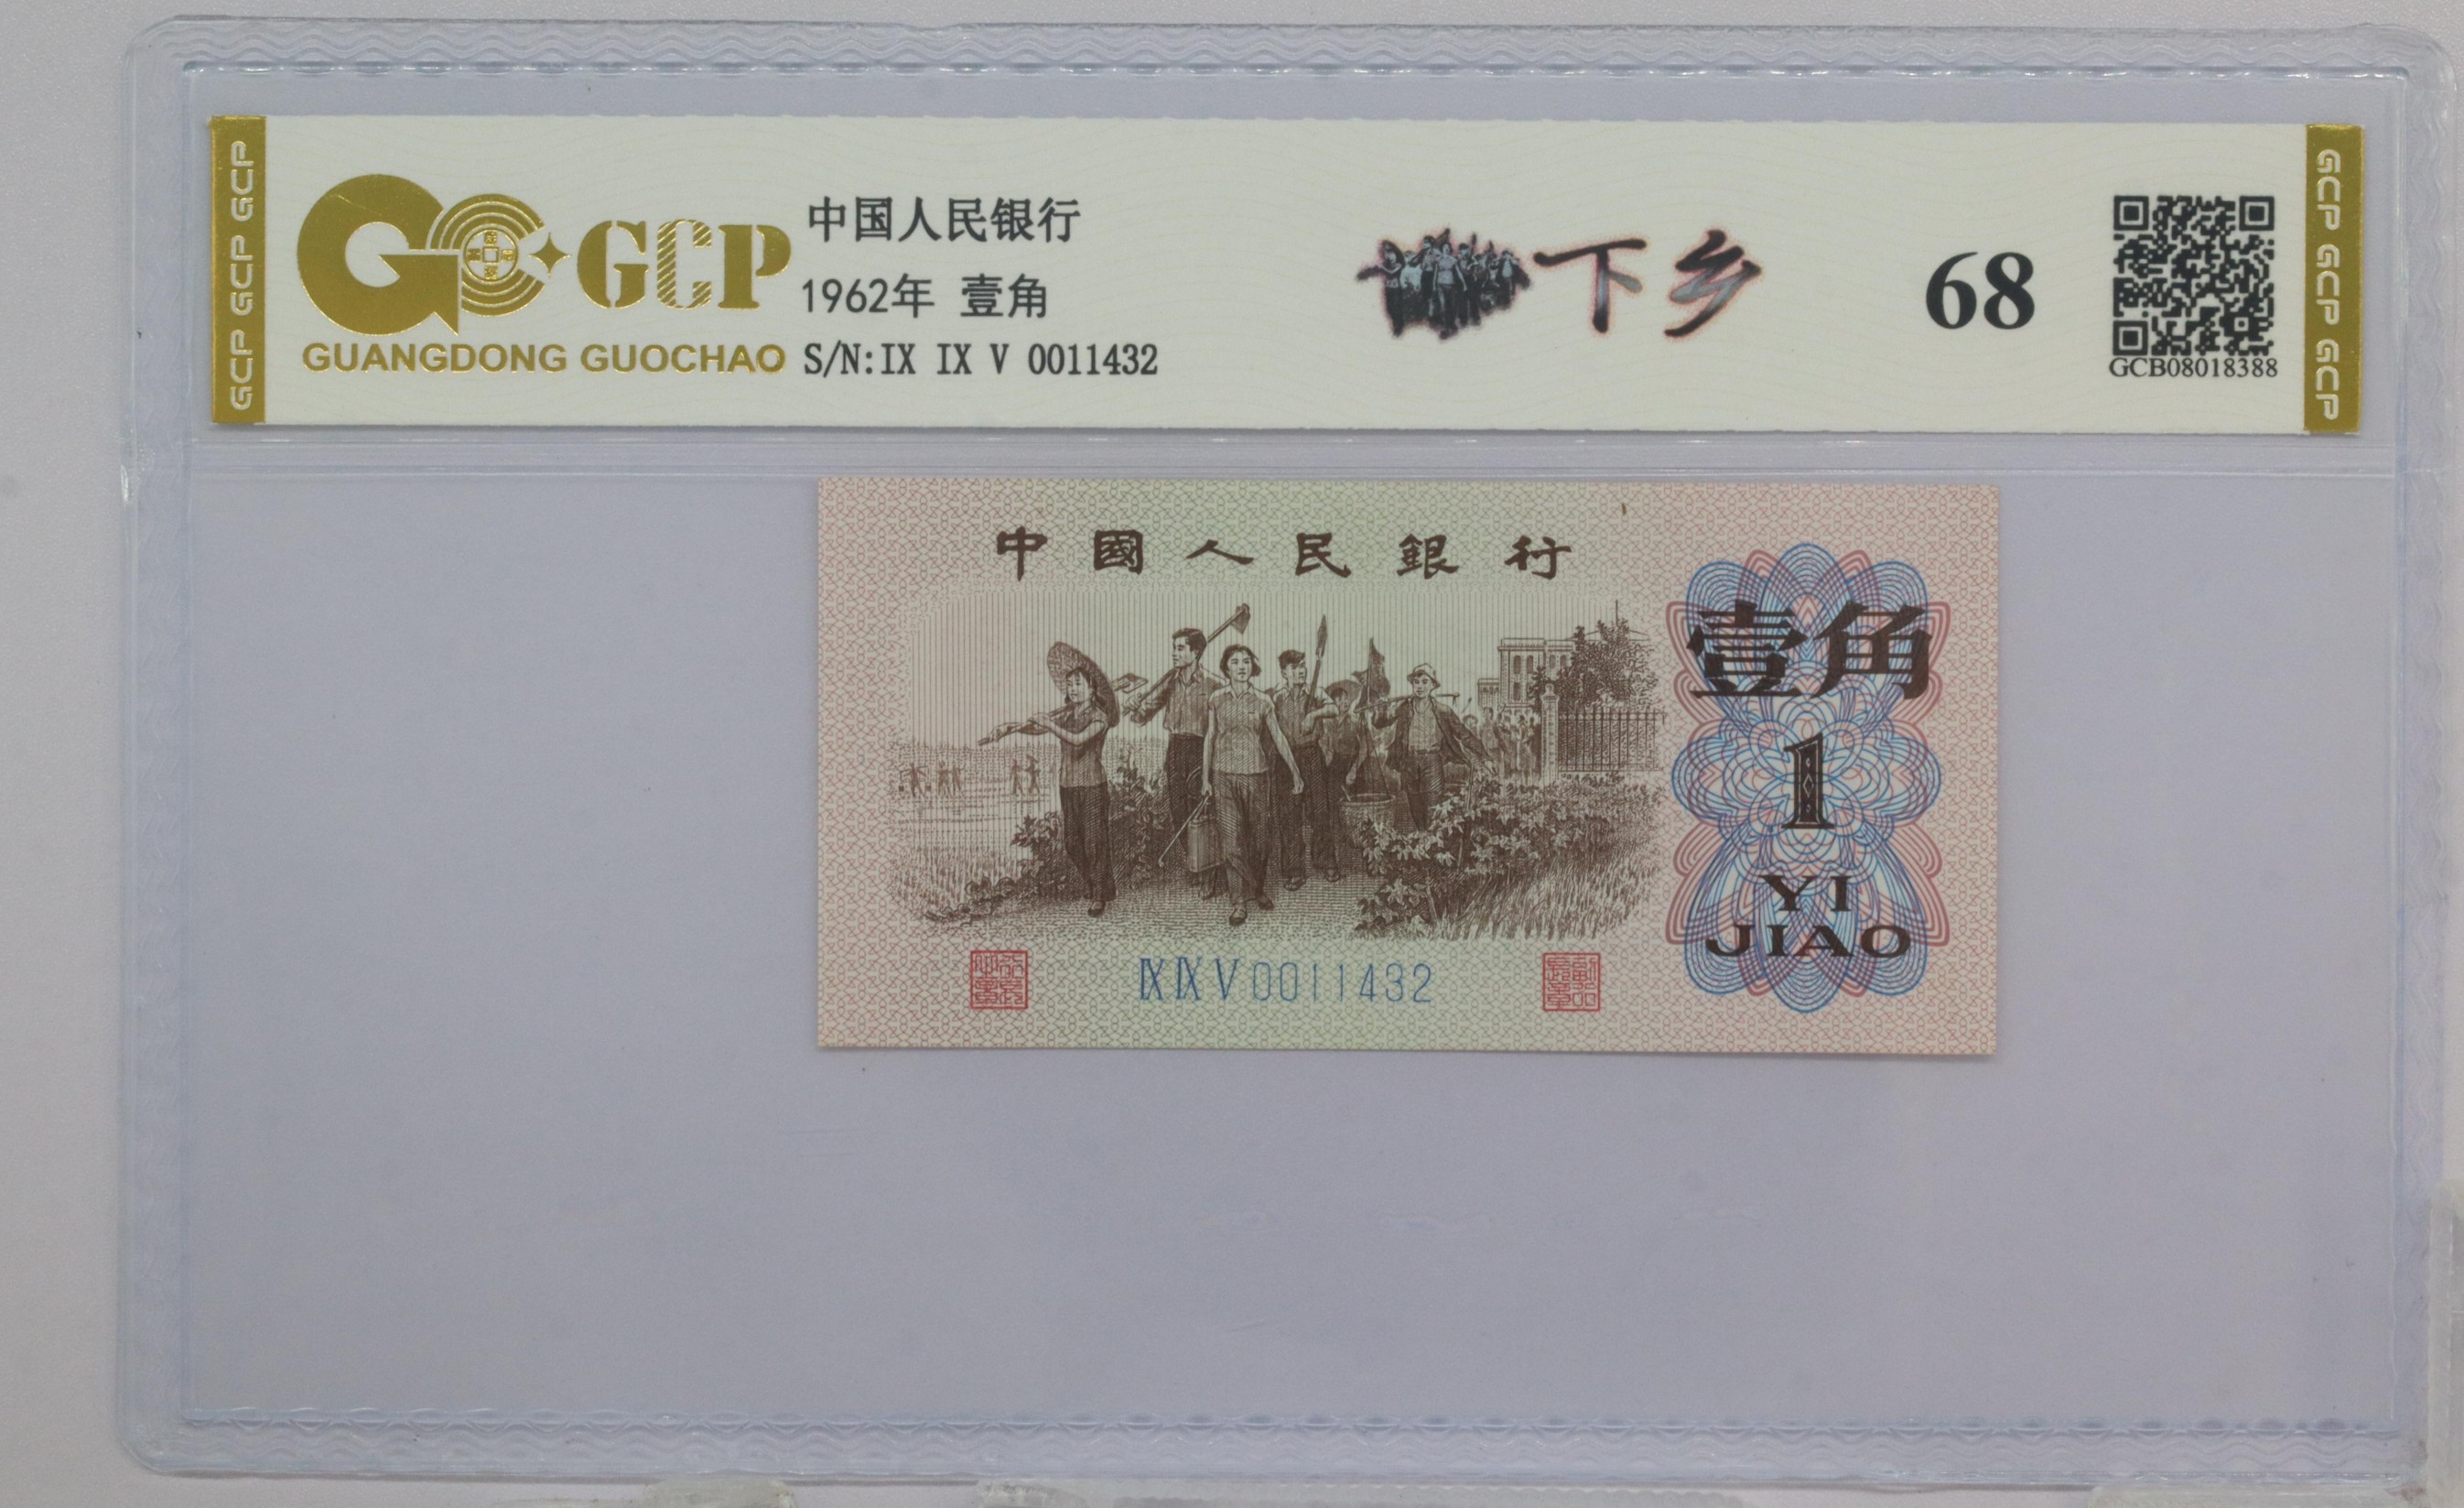 GCP GCP GCP
GCP
GUANGDONG GUOCHAO
中国人民银行
1962年 壹角
S/N:IX IX V 0011432
下乡
68
GCB08018388
GCP GCP GCP
中國人民銀行
壹角
1
YI
JIAO
IX IX V 0011432